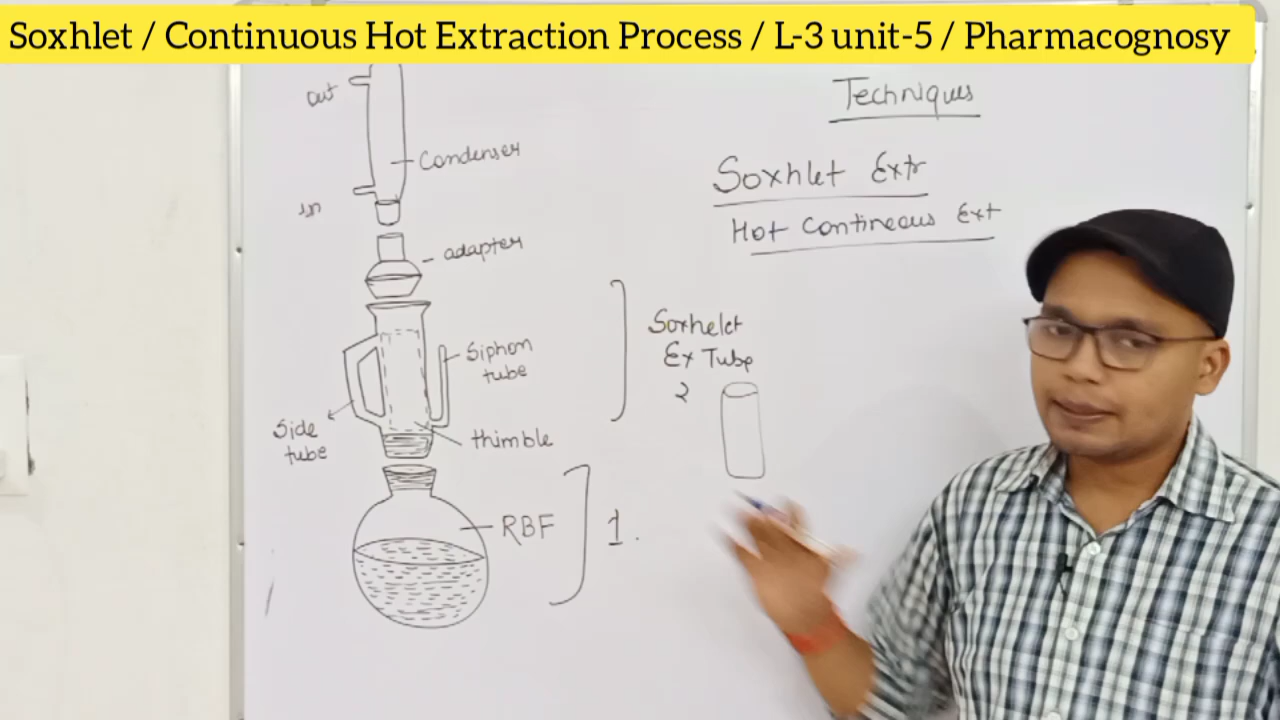 Soxhlet / Continuous Hot Extraction Process / L-3 unit-5 / Pharmacognosy
Techniques
Soxhlet Extr
Hot Contineous Ext
out
Condenser
in
adapter
Siphon
tube
Side
tube
thimble
RBF
1.
Soxhelet
Ex Tube
2